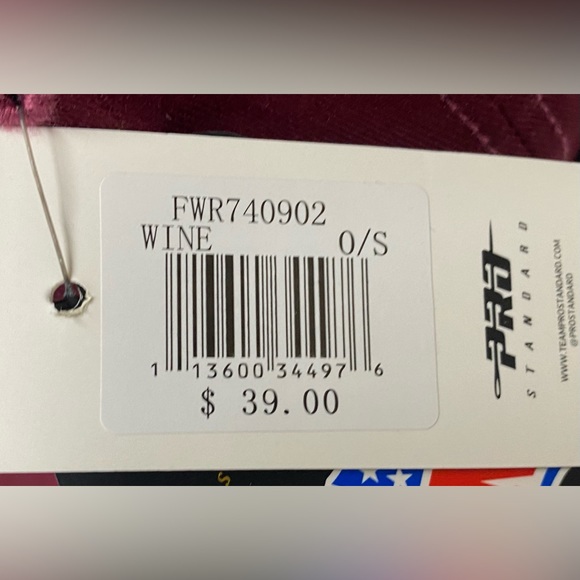 FWR740902
WINE O/S
1 13600 34497 6
$ 39.00
PRO
STANDARD
WWW.TEAMPROSTANDARD.COM
@PROSTANDARD